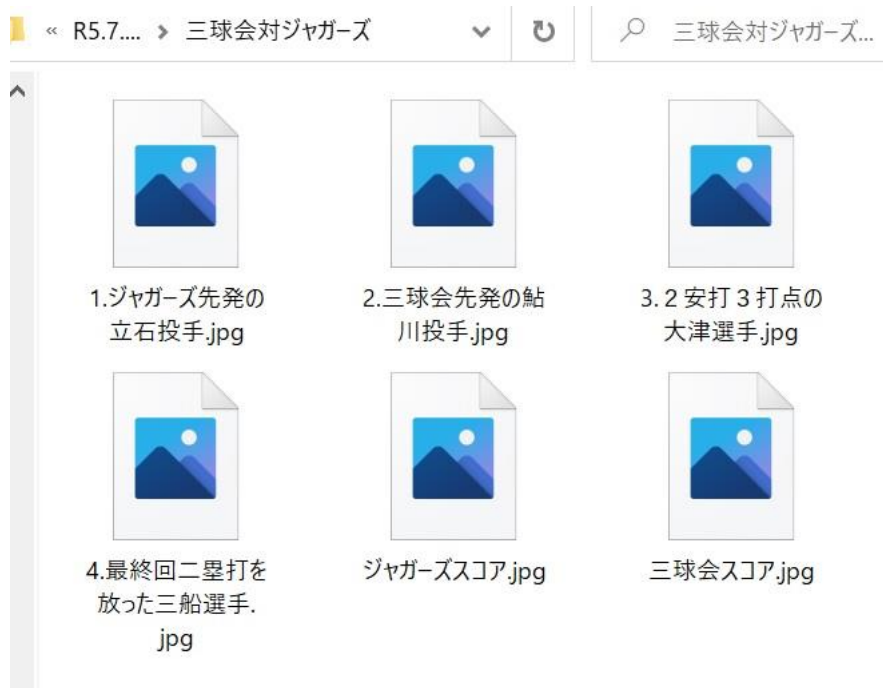 « R5.7.... > 三球会対ジャガーズ
三球会対ジャガーズ...
1.ジャガーズ先発の
立石投手.jpg
2.三球会先発の鮎
川投手.jpg
3.２安打３打点の
大津選手.jpg
4.最終回二塁打を
放った三船選手.
jpg
ジャガーズスコア.jpg
三球会スコア.jpg